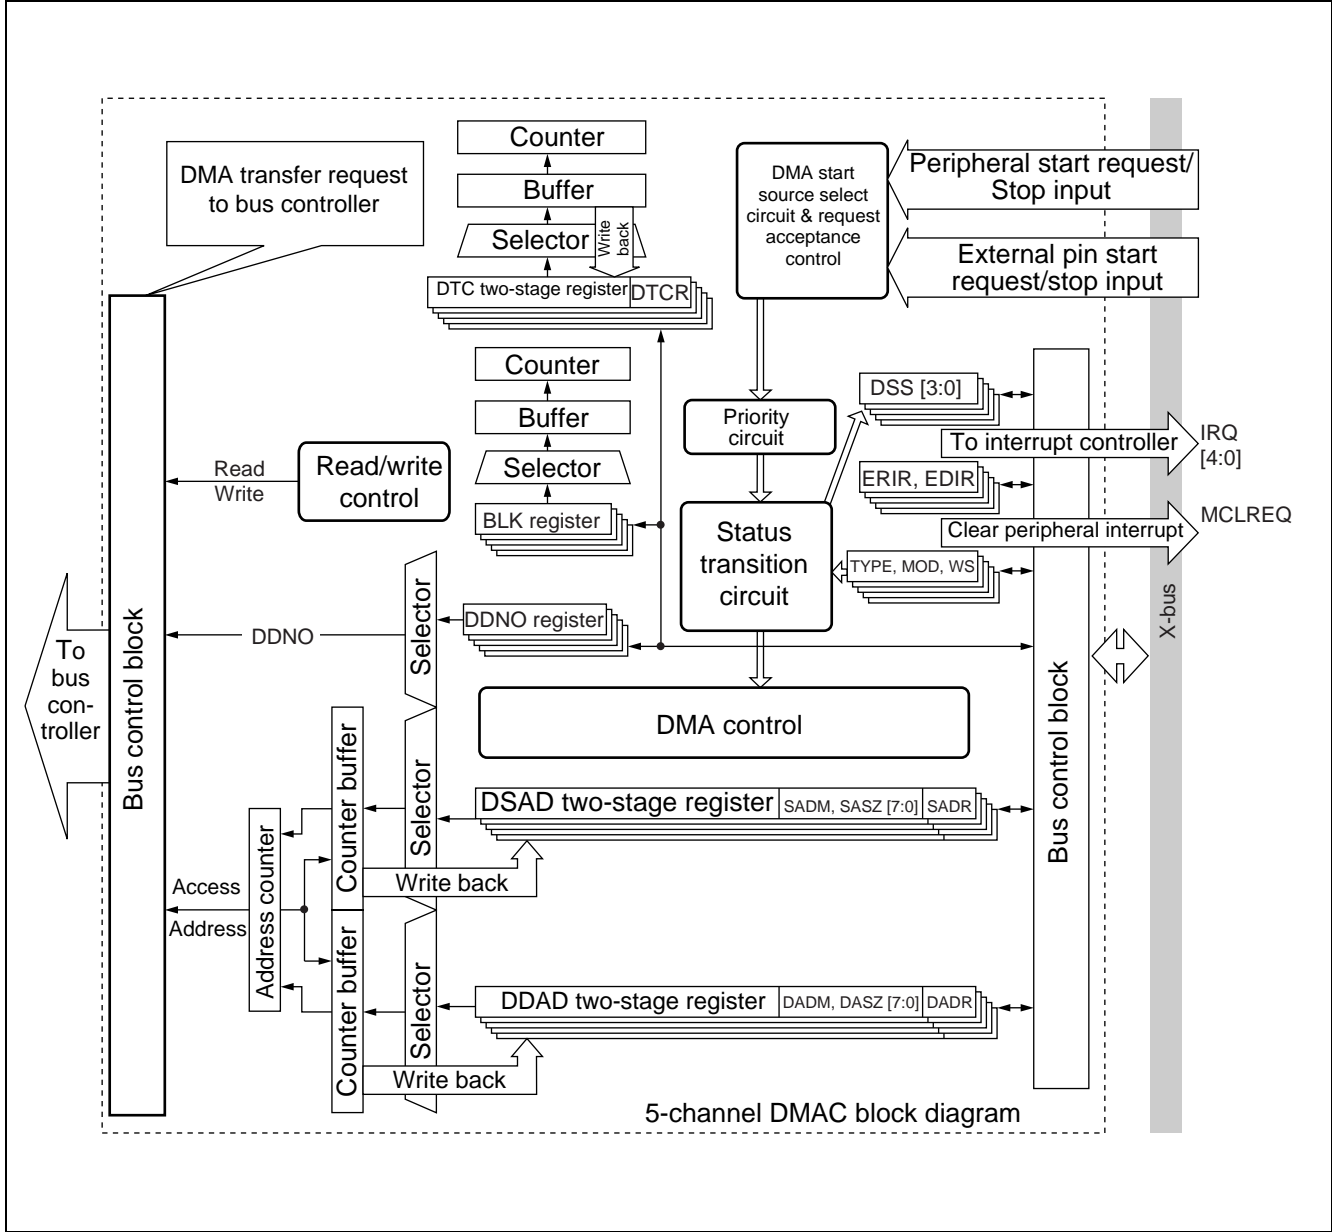 Counter
DMA transfer request
to bus controller
Buffer
Write
back
Selector
DTC two-stage register
DTCR
DMA start
source select
circuit & request
acceptance
control
Peripheral start request/
Stop input
External pin start
request/stop input
Counter
Buffer
Selector
BLK register
Priority
circuit
DSS [3:0]
To interrupt controller
IRQ
[4:0]
Read
Write
Read/write
control
ERIR, EDIR
Clear peripheral interrupt
MCLREQ
Status
transition
circuit
TYPE, MOD, WS
X-bus
DDNO
Selector
DDNO register
To
bus
con-
troller
Bus control block
Bus control block
DMA control
Counter buffer
Selector
DSAD two-stage register
SADM, SASZ [7:0]
SADR
Write back
Access
Address
Address counter
Counter buffer
Selector
DDAD two-stage register
DADM, DASZ [7:0]
DADR
Write back
5-channel DMAC block diagram